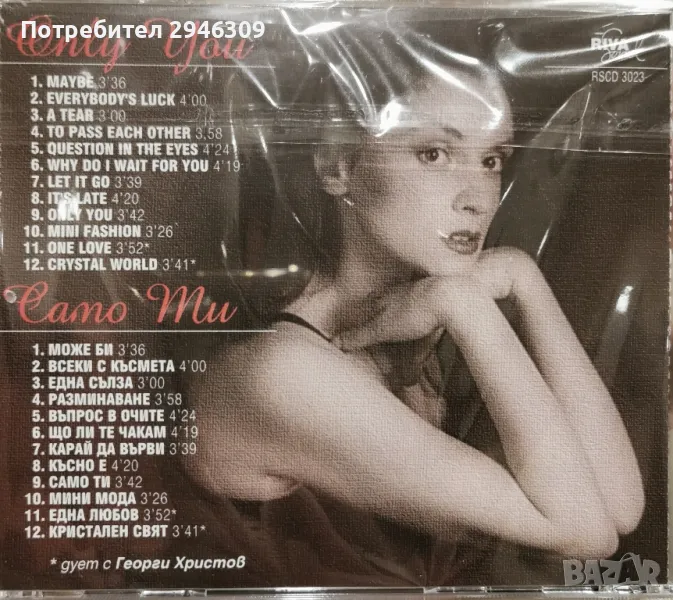 Потребител 2946309
Only You
RIVA
SOUND
RSCD 3023
1. MAYBE 3'36
2. EVERYBODY'S LUCK 4'00
3. A TEAR 3'00
4. TO PASS EACH OTHER 3'58
5. QUESTION IN THE EYES 4'24
6. WHY DO I WAIT FOR YOU 4'19
7. LET IT GO 3'39
8. IT'S LATE 4'20
9. ONLY YOU 3'42
10. MINI FASHION 3'26
11. ONE LOVE 3'52*
12. CRYSTAL WORLD 3'41*
Само Ти
1. МОЖЕ БИ 3'36
2. ВСЕКИ С КЪСМЕТА 4'00
3. ЕДНА СЪЛЗА 3'00
4. РАЗМИНАВАНЕ 3'58
5. ВЪПРОС В ОЧИТЕ 4'24
6. ЩО ЛИ ТЕ ЧАКАМ 4'19
7. КАРАЙ ДА ВЪРВИ 3'39
8. КЪСНО Е 4'20
9. САМО ТИ 3'42
10. МИНИ МОДА 3'26
11. ЕДНА ЛЮБОВ 3'52*
12. КРИСТАЛЕН СВЯТ 3'41*
* дует с Георги Христов
BAZAR